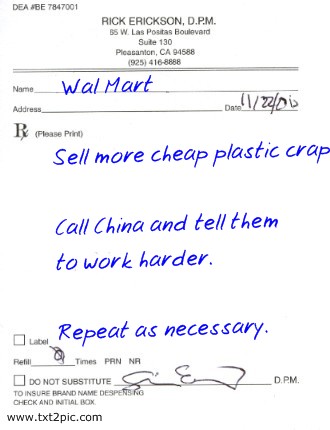 DEA #BE 7847001
RICK ERICKSON, D.P.M.
65 W. Las Positas Boulevard
Suite 130
Pleasanton, CA 94588
(925) 416-8888
Name Wal Mart
Address Date 11/22/
Rx (Please Print)
Sell more cheap plastic crap
Call China and tell them
to work harder.
Repeat as necessary.
Label
Refill 0 Times PRN NR
DO NOT SUBSTITUTE D.P.M.
TO INSURE BRAND NAME DESPENSING
CHECK AND INITIAL BOX.
www.txt2pic.com